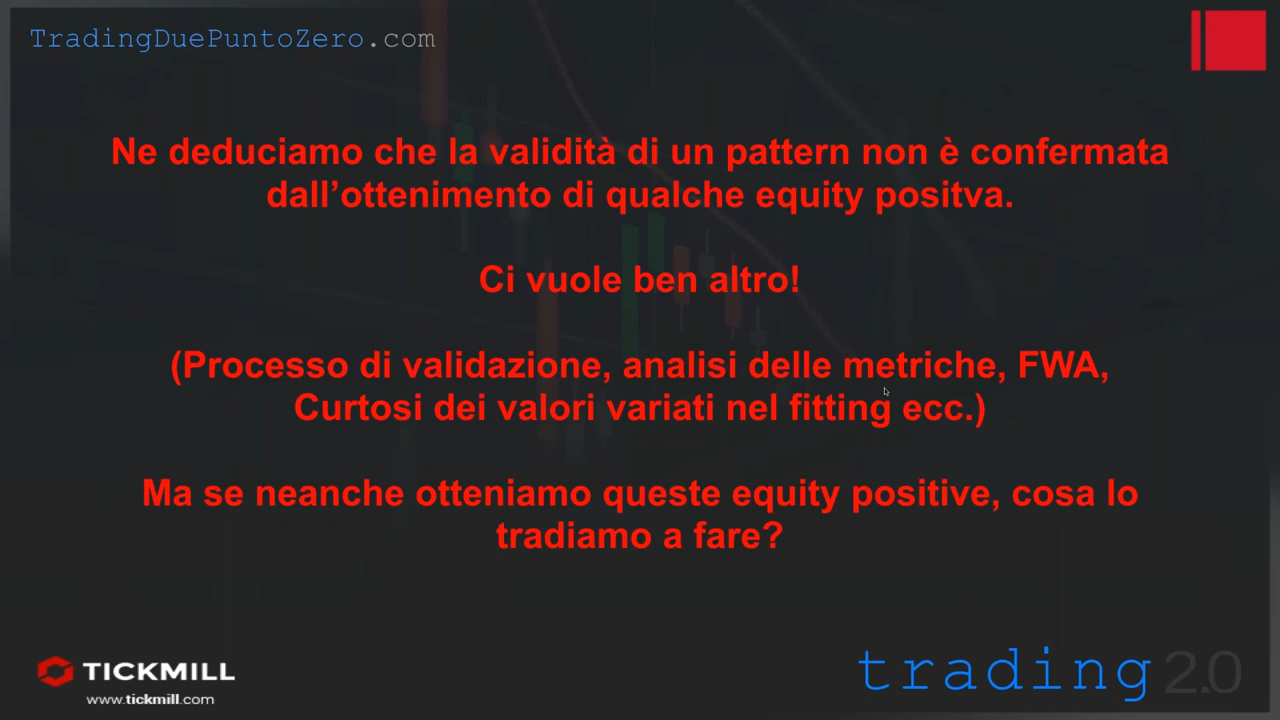 TradingDuePuntoZero.com
Ne deduciamo che la validità di un pattern non è confermata
dall’ottenimento di qualche equity positva.
Ci vuole ben altro!
(Processo di validazione, analisi delle metriche, FWA,
Curtosi dei valori variati nel fitting ecc.)
Ma se neanche otteniamo queste equity positive, cosa lo
tradiamo a fare?
TICKMILL
www.tickmill.com
trading 2.0